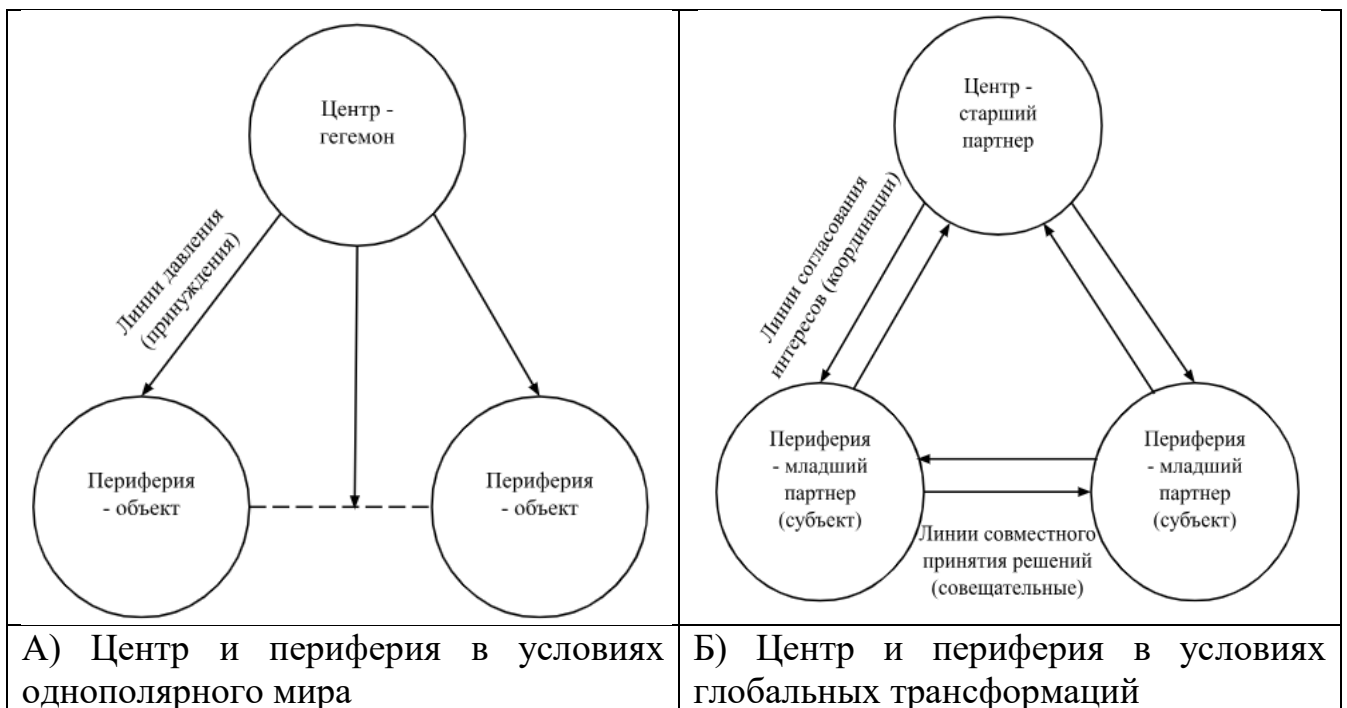 Центр -
гегемон
Линии давления
(принуждения)
Периферия
- объект
Периферия
- объект
А) Центр и периферия в условиях
однополярного мира
Центр -
старший
партнер
Линии согласования
интересов (координации)
Периферия
- младший
партнер
(субъект)
Периферия
- младший
партнер
(субъект)
Линии совместного
принятия решений
(совещательные)
Б) Центр и периферия в условиях
глобальных трансформаций